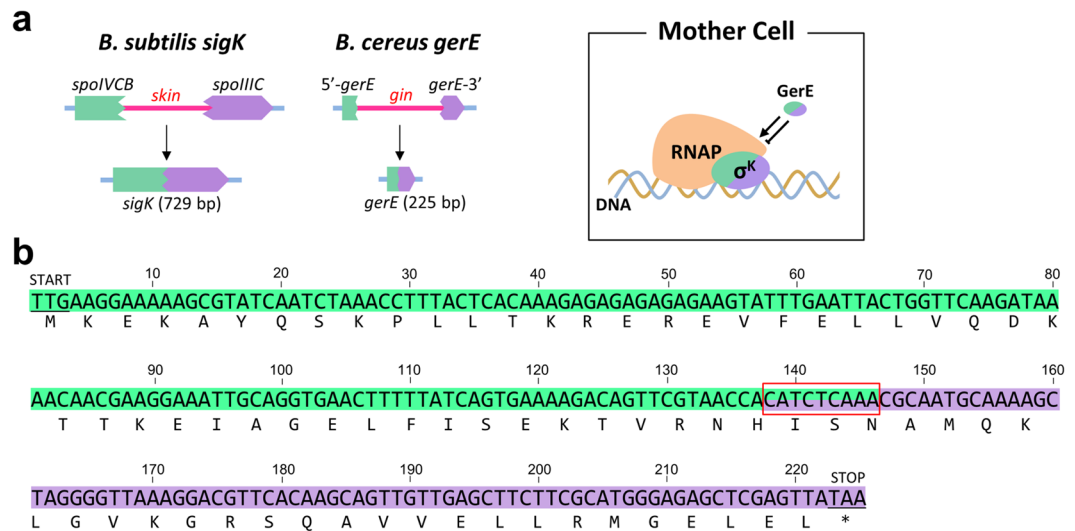 a
B. subtilis sigK
B. cereus gerE
spoIVCB
skin
spoIIIC
sigK (729 bp)
5'-gerE
gin
gerE-3'
gerE (225 bp)
Mother Cell
GerE
RNAP
σK
DNA
b
START 10 20 30 40 50 60 70 80
TTGAAGGAAAAAGCGTATCAATCTAAACCTTTACTCACAAAGAGAGAGAGAGAAGTATTTGAATTACTGGTTCAAGATAA
M K E K A Y Q S K P L L T K R E R E V F E L L V Q D K
90 100 110 120 130 140 150 160
AACAACGAAGGAAATTGCAGGTGAACTTTTTATCAGTGAAAAGACAGTTCGTAACCACATCTCAAACGCAATGCAAAAGC
T T K E I A G E L F I S E K T V R N H I S N A M Q K
170 180 190 200 210 220 STOP
TAGGGGTTAAAGGACGTTCACAAGCAGTTGTTGAGCTTCTTCGCATGGGAGAGCTCGAGTTATAA
L G V K G R S Q A V V E L L R M G E L E L *